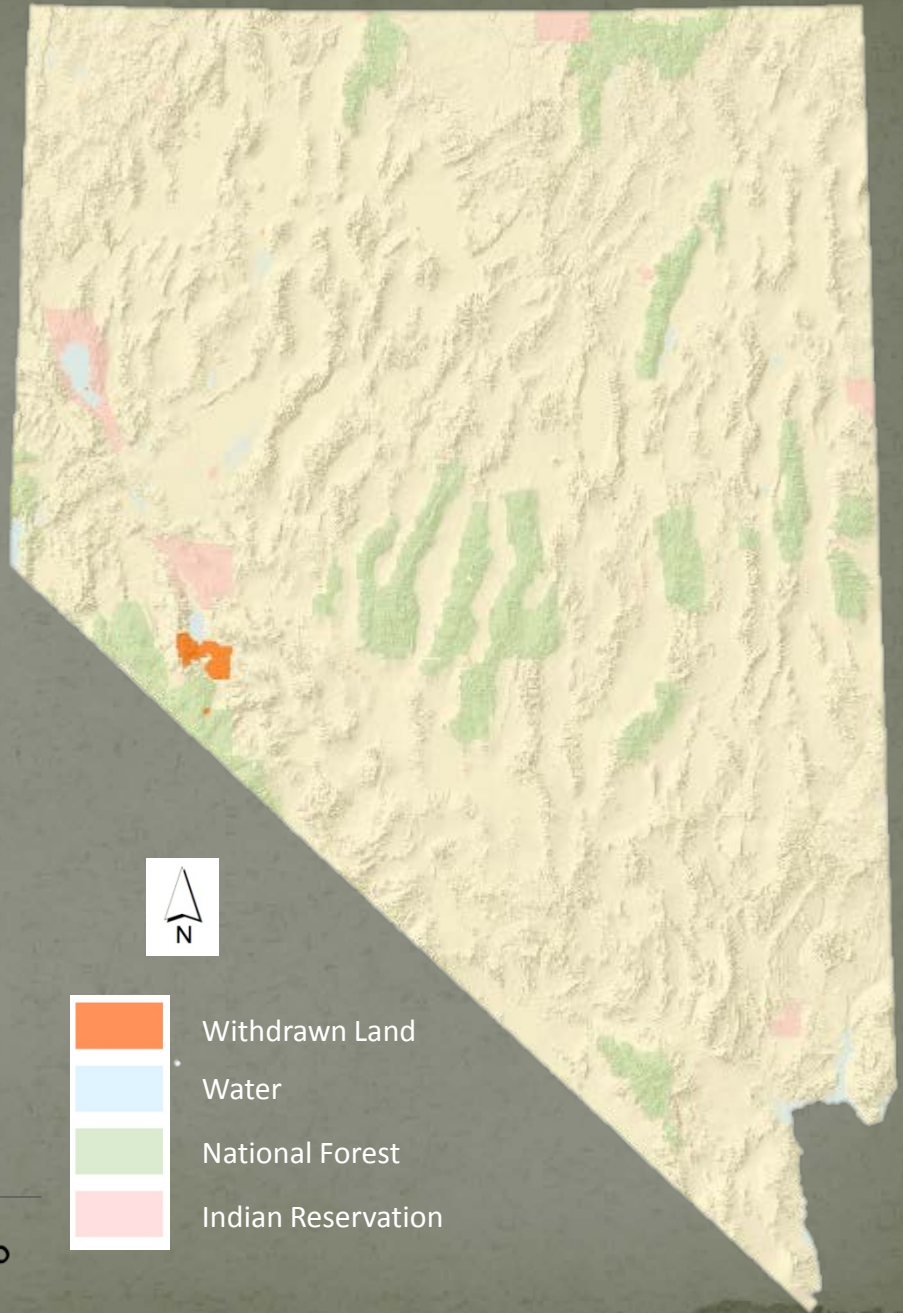 N
Withdrawn Land
Water
National Forest
Indian Reservation